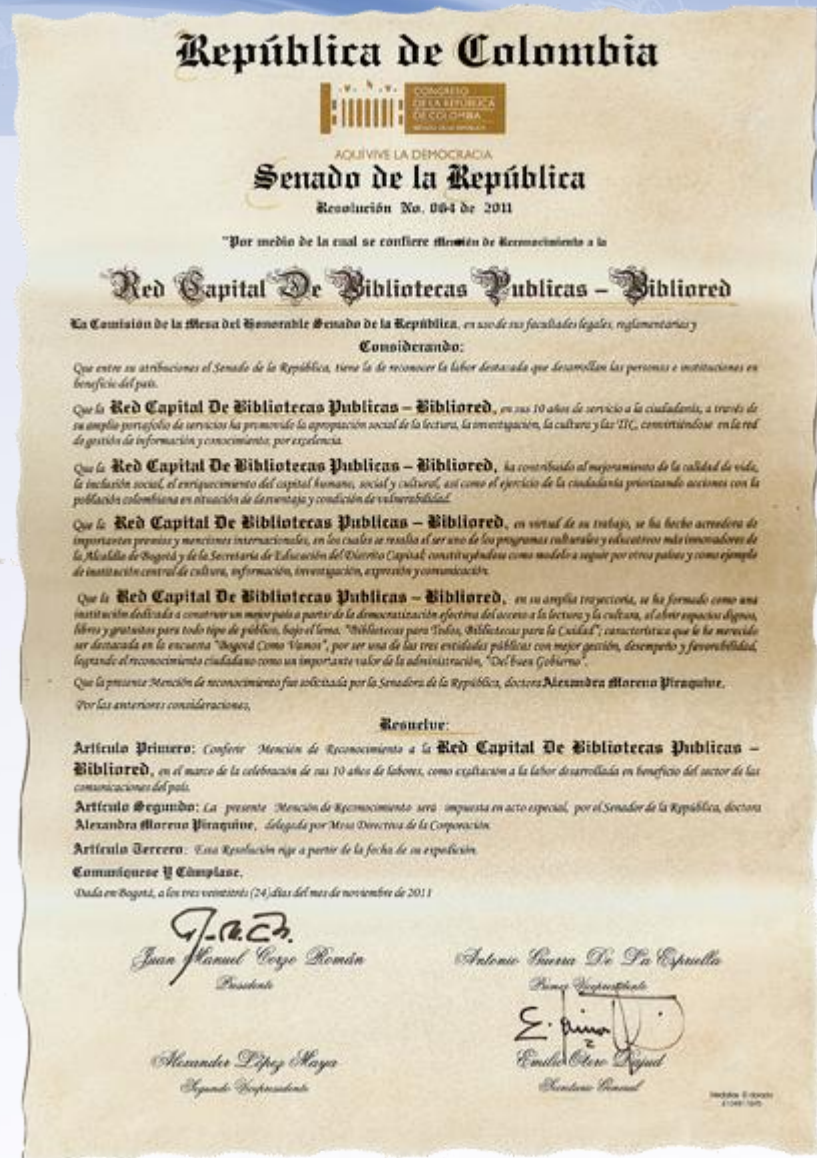 República de Colombia
CONGRESO
DE LA REPÚBLICA
DE COLOMBIA
AQUÍ VIVE LA DEMOCRACIA
Senado de la República
Resolución No. 064 de 2011
"Por medio de la cual se confiere Mención de Reconocimiento a la
Red Capital De Bibliotecas Publicas – Bibliored
La Comisión de la Mesa del Honorable Senado de la República, en uso de sus facultades legales, reglamentarias y
Considerando:
Que entre su atribuciones el Senado de la República, tiene la de reconocer la labor destacada que desarrollan las personas e instituciones en
beneficio del país.
Que la Red Capital De Bibliotecas Publicas – Bibliored, en sus 10 años de servicio a la ciudadanía, a través de
su amplio portafolio de servicios ha promovido la apropiación social de la lectura, la investigación, la cultura y las TIC, convirtiéndose en la red
de gestión de información y conocimiento, por excelencia.
Que la Red Capital De Bibliotecas Publicas – Bibliored, ha contribuido al mejoramiento de la calidad de vida,
la inclusión social, el enriquecimiento del capital humano, social y cultural, así como el ejercicio de la ciudadanía priorizando acciones con la
población colombiana en situación de desventaja y condición de vulnerabilidad.
Que la Red Capital De Bibliotecas Publicas – Bibliored, en virtud de su trabajo, se ha hecho acreedora de
importantes premios y menciones internacionales, en los cuales se resalta el ser uno de los programas culturales y educativos más innovadores de
la Alcaldía de Bogotá y de la Secretaría de Educación del Distrito Capital; constituyéndose como modelo a seguir por otros países y como ejemplo
de institución central de cultura, información, investigación, expresión y comunicación.
Que la Red Capital De Bibliotecas Publicas – Bibliored, en su amplia trayectoria, se ha formado como una
institución dedicada a construir un mejor país a partir de la democratización efectiva del acceso a la lectura y la cultura, al abrir espacios dignos,
libres y gratuitos para todo tipo de público, bajo el lema, "Bibliotecas para Todos, Bibliotecas para la Cuidad"; característica que le ha merecido
ser destacada en la encuesta "Bogotá Como Vamos", por ser una de las tres entidades públicas con mejor gestión, desempeño y favorabilidad,
logrando el reconocimiento ciudadano como un importante valor de la administración, "Del buen Gobierno".
Que la presente Mención de reconocimiento fue solicitada por la Senadora de la República, doctora Alexandra Moreno Piraquive.
Por las anteriores consideraciones,
Resuelve:
Artículo Primero: Conferir Mención de Reconocimiento a la Red Capital De Bibliotecas Publicas –
Bibliored, en el marco de la celebración de sus 10 años de labores, como exaltación a la labor desarrollada en beneficio del sector de las
comunicaciones del país.
Artículo Segundo: La presente Mención de Reconocimiento será impuesta en acto especial, por el Senador de la República, doctora
Alexandra Moreno Piraquive, delegada por Mesa Directiva de la Corporación.
Artículo Tercero: Esta Resolución rige a partir de la fecha de su expedición.
Comuníquese Y Cúmplase.
Dada en Bogotá, a los tres veintitrés (24) días del mes de noviembre de 2011
Juan Manuel Corzo Román
Presidente
Antonio Guerra De La Espriella
Primer Vicepresidente
Alexander López Maya
Segundo Vicepresidente
Emilio Otero Dajud
Secretario General